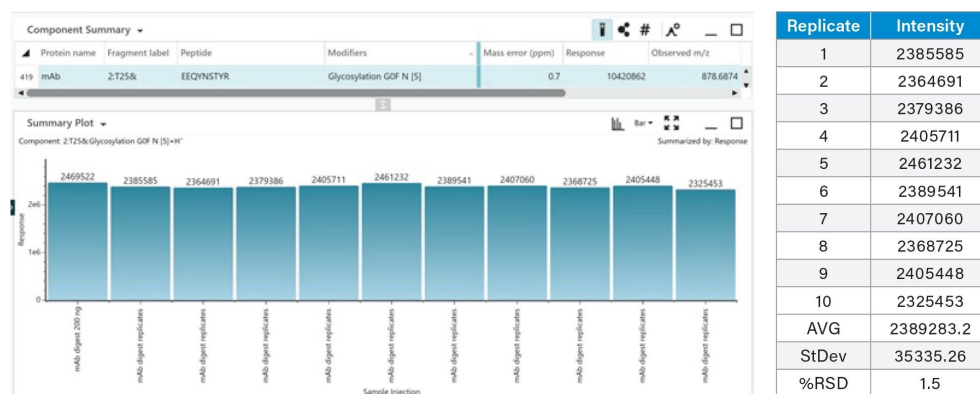 Component Summary
Protein name Fragment label Peptide Modifiers Mass error (ppm) Response Observed m/z
419 mAb 2:T25& EEQYNSTYR Glycosylation G0F N [5] 0.7 10420862 878.6874
Summary Plot
Bar
Component: 2:T25&:Glycosylation G0F N [5]+H⁺
Summarized by: Response
2469522 2385585 2364691 2379386 2405711 2461232 2389541 2407060 2368725 2405448 2325453
Response
2e6
1e6
0
mAb digest 200 ng
mAb digest replicates
mAb digest replicates
mAb digest replicates
mAb digest replicates
mAb digest replicates
mAb digest replicates
mAb digest replicates
mAb digest replicates
mAb digest replicates
mAb digest replicates
Sample Injection
Replicate Intensity
1 2385585
2 2364691
3 2379386
4 2405711
5 2461232
6 2389541
7 2407060
8 2368725
9 2405448
10 2325453
AVG 2389283.2
StDev 35335.26
%RSD 1.5